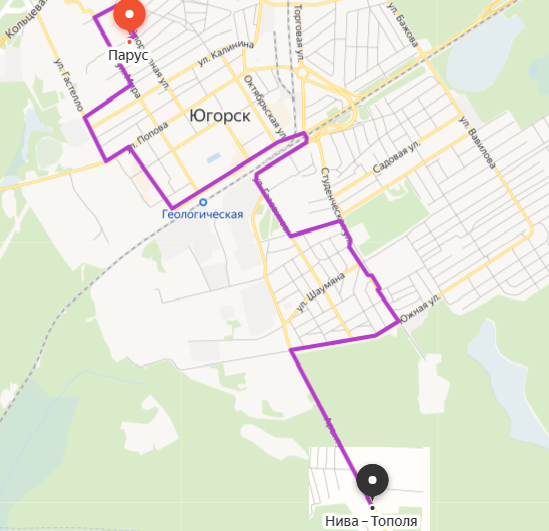 Кольцевая
Торговая ул.
ул. Бажова
Парус
ул. Калинина
ул. Гастелло
ул. Мира
Октябрьская ул.
Югорск
ул. Попова
ул. Вавилова
Садовая ул.
Студенческая ул.
Геологическая
ул. Шаумяна
Южная ул.
Нива – Тополя